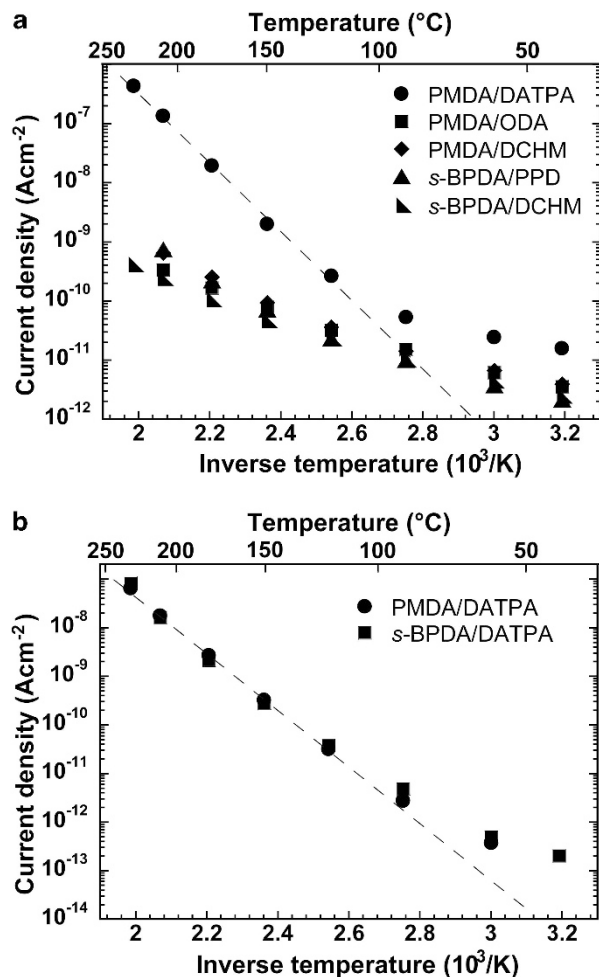 a
Temperature (°C)
250 200 150 100 50
Current density (Acm⁻²)
10⁻⁷
10⁻⁸
10⁻⁹
10⁻¹⁰
10⁻¹¹
10⁻¹²
PMDA/DATPA
PMDA/ODA
PMDA/DCHM
s-BPDA/PPD
s-BPDA/DCHM
2 2.2 2.4 2.6 2.8 3 3.2
Inverse temperature (10³/K)
b
Temperature (°C)
250 200 150 100 50
Current density (Acm⁻²)
10⁻⁸
10⁻⁹
10⁻¹⁰
10⁻¹¹
10⁻¹²
10⁻¹³
10⁻¹⁴
PMDA/DATPA
s-BPDA/DATPA
2 2.2 2.4 2.6 2.8 3 3.2
Inverse temperature (10³/K)